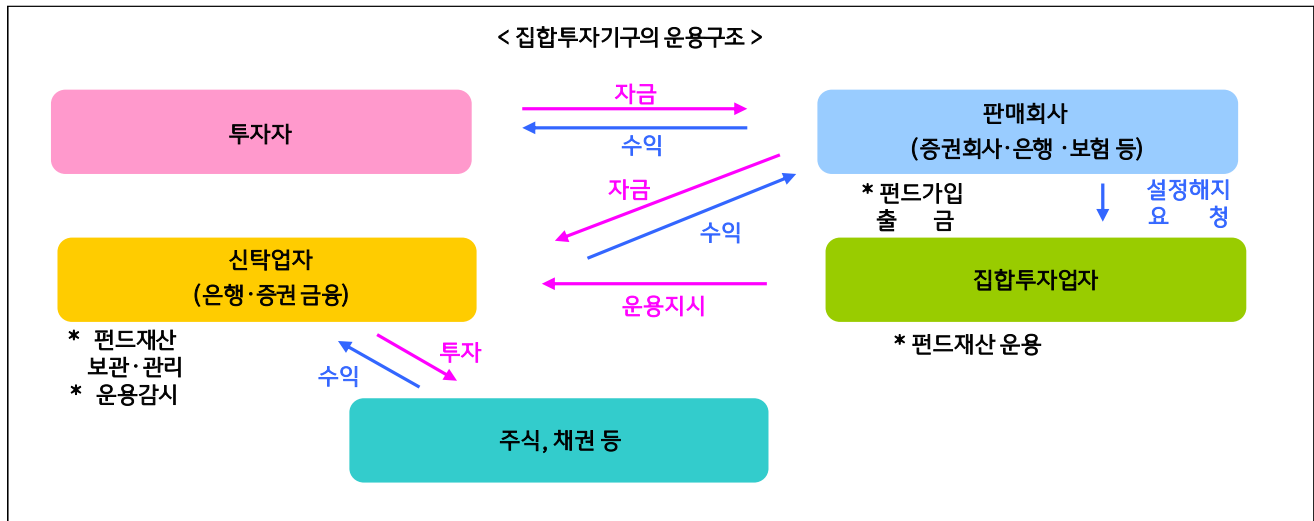 < 집합투자기구의 운용구조 >
투자자
자금
수익
판매회사
(증권회사·은행 ·보험 등)
자금
수익
* 펀드가입
출 금
설정해지
요 청
신탁업자
(은행·증권 금융)
운용지시
집합투자업자
* 펀드재산
보관·관리
* 운용감시
수익
투자
* 펀드재산 운용
주식, 채권 등